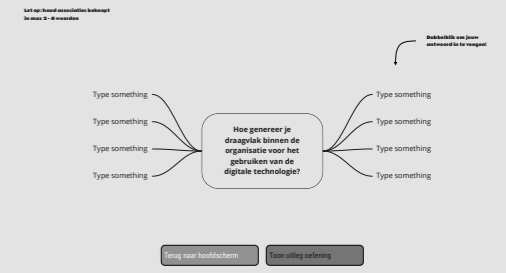 Let op: houd associaties beknopt
in max 2 - 4 woorden
Dubbelklik om jouw
antwoord in te voegen!
Type something
Type something
Type something
Type something
Hoe genereer je
draagvlak binnen de
organisatie voor het
gebruiken van de
digitale technologie?
Type something
Type something
Type something
Type something
Terug naar hoofdscherm
Toon uitleg oefening